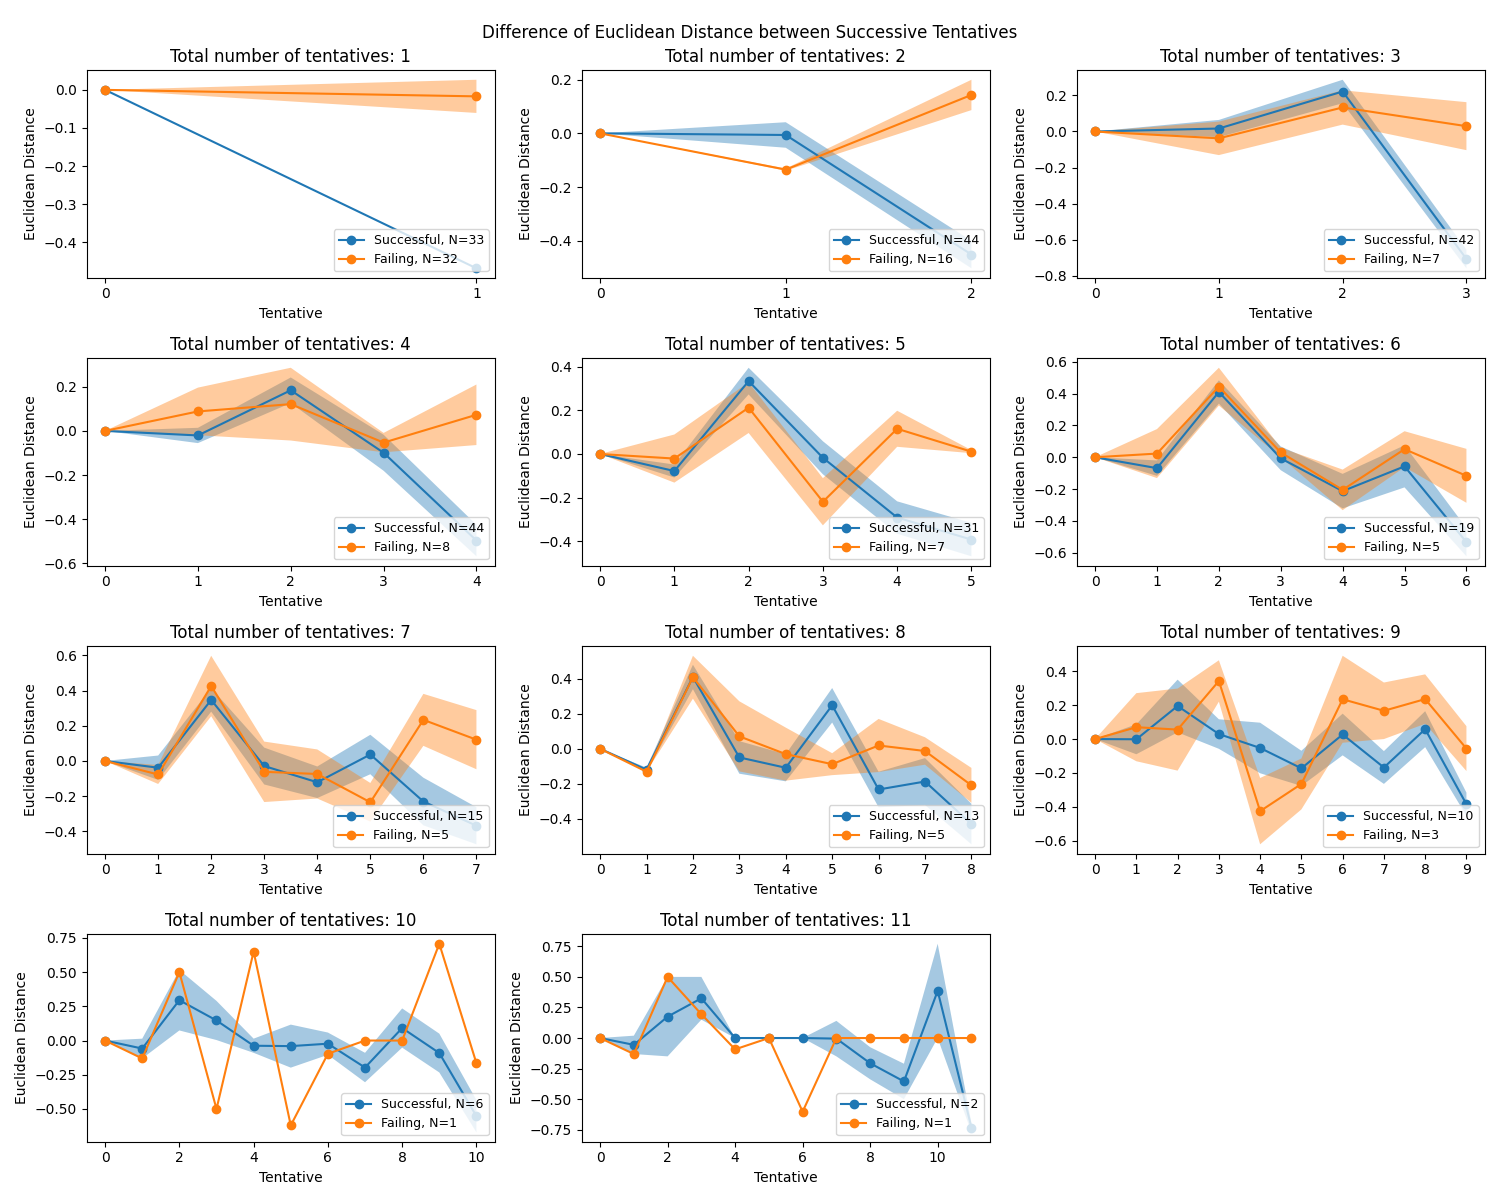 Difference of Euclidean Distance between Successive Tentatives
Total number of tentatives: 1
0.0
−0.1
−0.2
−0.3
−0.4
Euclidean Distance
Successful, N=33
Failing, N=32
0 1
Tentative
Total number of tentatives: 2
0.2
0.0
−0.2
−0.4
Euclidean Distance
Successful, N=44
Failing, N=16
0 1 2
Tentative
Total number of tentatives: 3
0.2
0.0
−0.2
−0.4
−0.6
−0.8
Euclidean Distance
Successful, N=42
Failing, N=7
0 1 2 3
Tentative
Total number of tentatives: 4
0.2
0.0
−0.2
−0.4
−0.6
Euclidean Distance
Successful, N=44
Failing, N=8
0 1 2 3 4
Tentative
Total number of tentatives: 5
0.4
0.2
0.0
−0.2
−0.4
Euclidean Distance
Successful, N=31
Failing, N=7
0 1 2 3 4 5
Tentative
Total number of tentatives: 6
0.6
0.4
0.2
0.0
−0.2
−0.4
−0.6
Euclidean Distance
Successful, N=19
Failing, N=5
0 1 2 3 4 5 6
Tentative
Total number of tentatives: 7
0.6
0.4
0.2
0.0
−0.2
−0.4
Euclidean Distance
Successful, N=15
Failing, N=5
0 1 2 3 4 5 6 7
Tentative
Total number of tentatives: 8
0.4
0.2
0.0
−0.2
−0.4
Euclidean Distance
Successful, N=13
Failing, N=5
0 1 2 3 4 5 6 7 8
Tentative
Total number of tentatives: 9
0.4
0.2
0.0
−0.2
−0.4
−0.6
Euclidean Distance
Successful, N=10
Failing, N=3
0 1 2 3 4 5 6 7 8 9
Tentative
Total number of tentatives: 10
0.75
0.50
0.25
0.00
−0.25
−0.50
Euclidean Distance
Successful, N=6
Failing, N=1
0 2 4 6 8 10
Tentative
Total number of tentatives: 11
0.75
0.50
0.25
0.00
−0.25
−0.50
−0.75
Euclidean Distance
Successful, N=2
Failing, N=1
0 2 4 6 8 10
Tentative